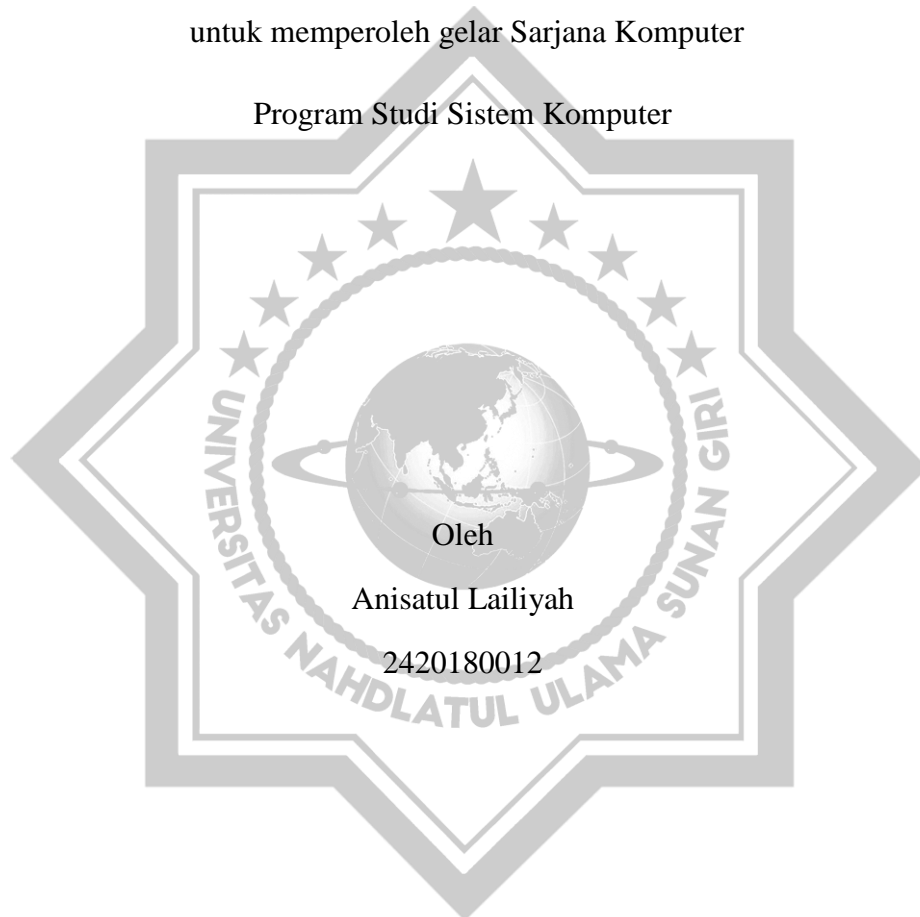 untuk memperoleh gelar Sarjana Komputer
Program Studi Sistem Komputer
UNIVERSITAS NAHDLATUL ULAMA SUNAN GIRI
Oleh
Anisatul Lailiyah
2420180012